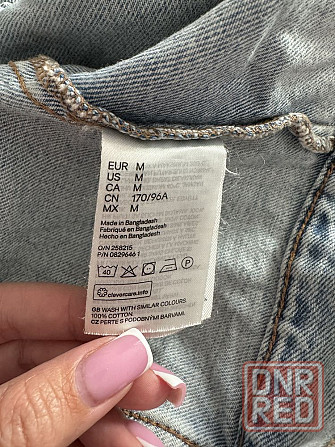 EUR M
US M
CA M
CN 170/96A
MX M
Made in Bangladesh
Fabriqué en Bangladesh
Hecho en Bangladesh
O/N 258215
P/N 0829646 1
40
P
clevercare.info
GB WASH WITH SIMILAR COLOURS.
100% COTTON.
CZ PERTE S PODOBNÝMI BARVAMI.
DNR
RED